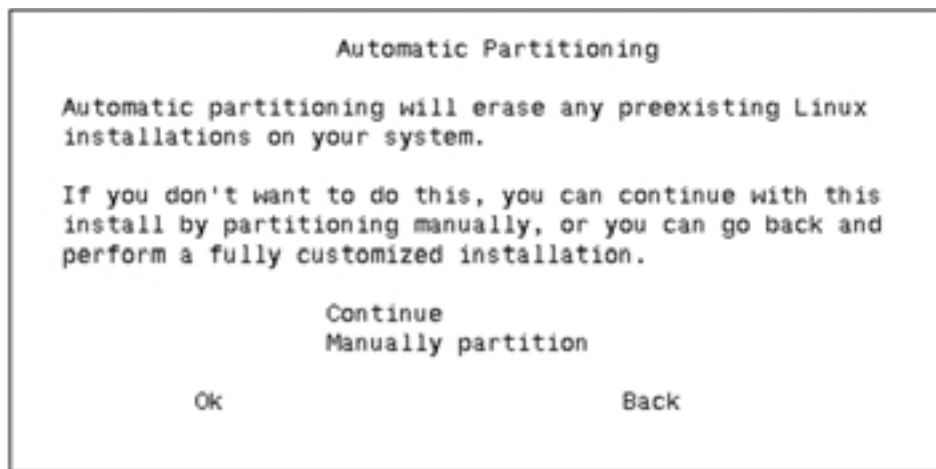 Automatic Partitioning
Automatic partitioning will erase any preexisting Linux
installations on your system.
If you don't want to do this, you can continue with this
install by partitioning manually, or you can go back and
perform a fully customized installation.
Continue
Manually partition
Ok Back